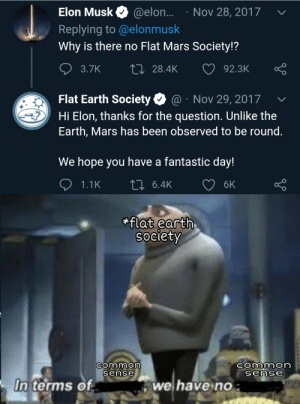 Elon Musk @elon... · Nov 28, 2017
Replying to @elonmusk
Why is there no Flat Mars Society!?
3.7K 28.4K 92.3K
Flat Earth Society @ · Nov 29, 2017
Hi Elon, thanks for the question. Unlike the
Earth, Mars has been observed to be round.
We hope you have a fantastic day!
1.1K 6.4K 6K
*flat earth
society
common
sense
common
sense
In terms of , we have no